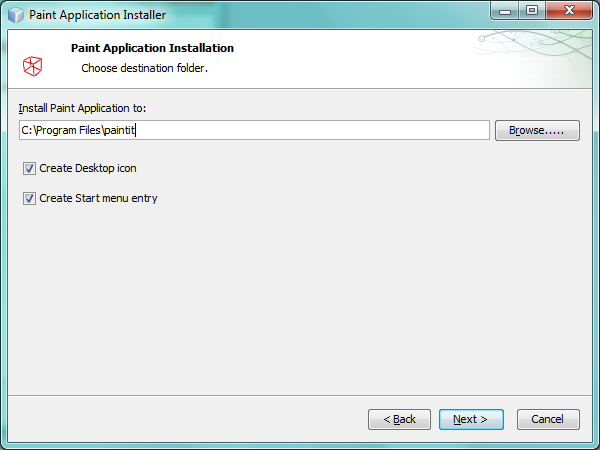 Paint Application Installer
Paint Application Installation
Choose destination folder.
Install Paint Application to:
C:\Program Files\paintit
Browse.....
Create Desktop icon
Create Start menu entry
< Back
Next >
Cancel